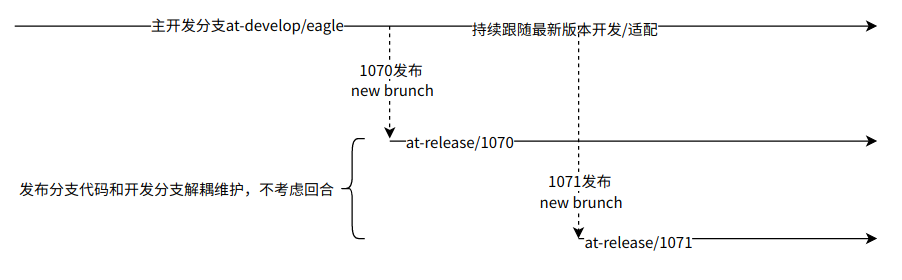 主开发分支at-develop/eagle
持续跟随最新版本开发/适配
1070发布
new brunch
at-release/1070
发布分支代码和开发分支解耦维护，不考虑回合
1071发布
new brunch
at-release/1071